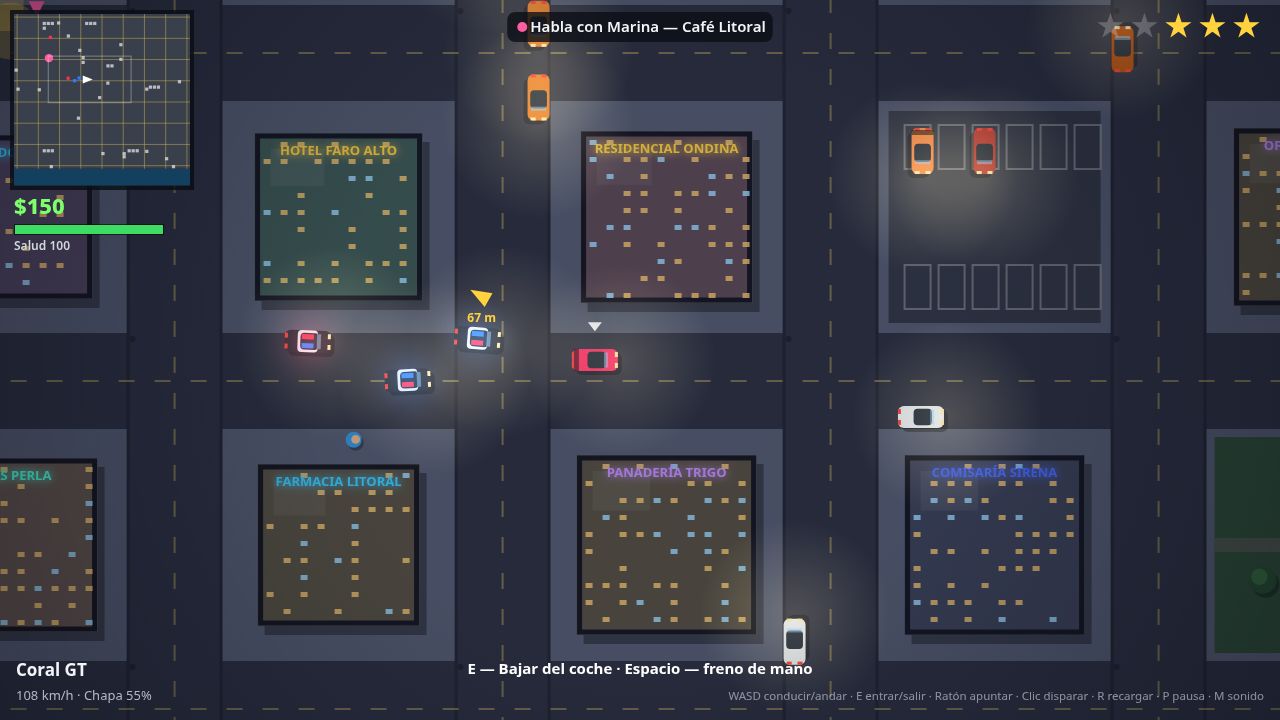 Habla con Marina — Café Litoral
$150
Salud 100
HOTEL FARO ALTO
RESIDENCIAL ONDINA
67 m
S PERLA
FARMACIA LITORAL
PANADERÍA TRIGO
COMISARÍA SIRENA
Coral GT
108 km/h · Chapa 55%
E — Bajar del coche · Espacio — freno de mano
WASD conducir/andar · E entrar/salir · Ratón apuntar · Clic disparar · R recargar · P pausa · M sonido